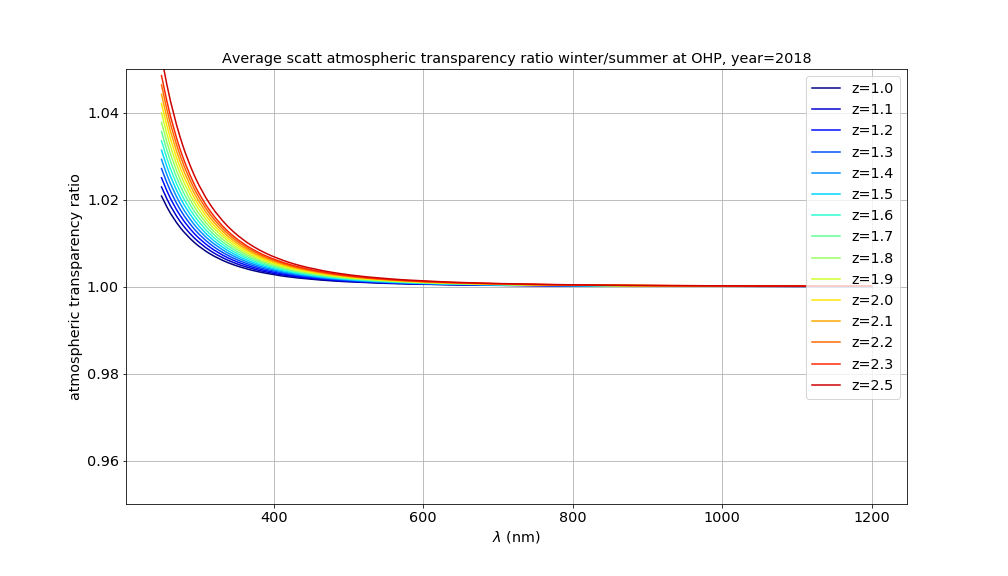 Average scatt atmospheric transparency ratio winter/summer at OHP, year=2018
atmospheric transparency ratio
1.04
1.02
1.00
0.98
0.96
400 600 800 1000 1200
λ (nm)
z=1.0
z=1.1
z=1.2
z=1.3
z=1.4
z=1.5
z=1.6
z=1.7
z=1.8
z=1.9
z=2.0
z=2.1
z=2.2
z=2.3
z=2.5